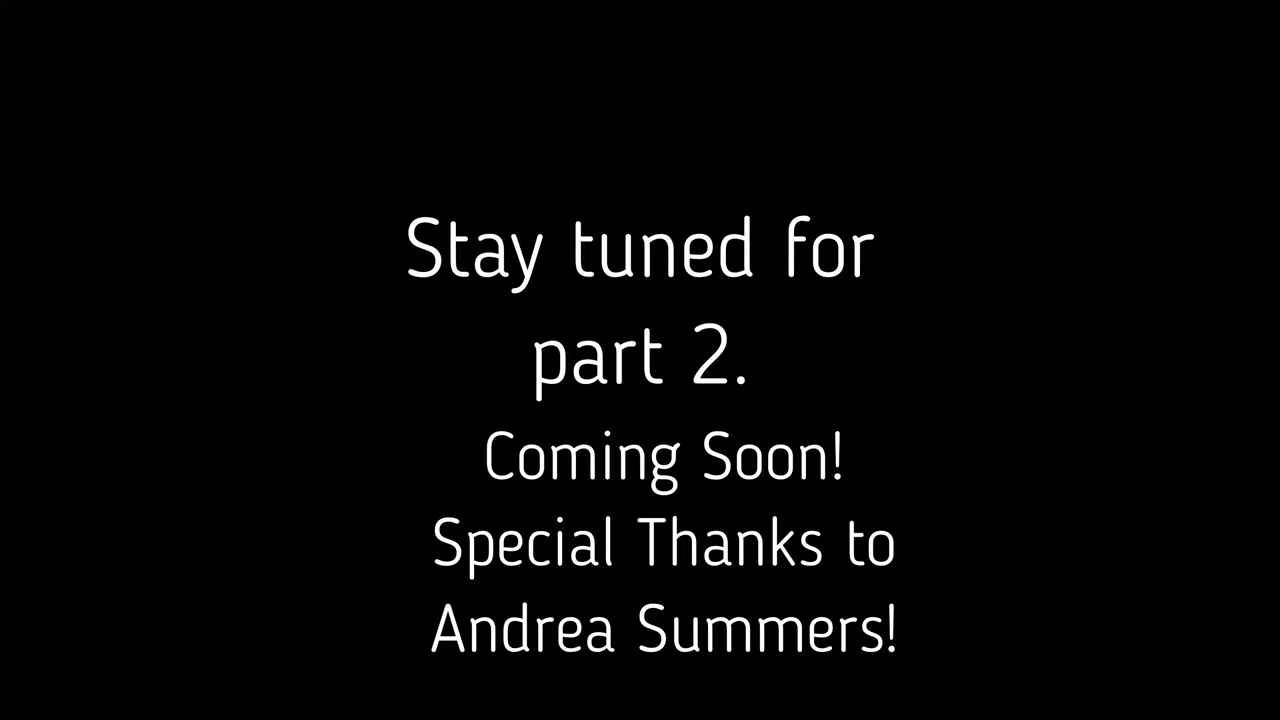 Stay tuned for
part 2.
Coming Soon!
Special Thanks to
Andrea Summers!